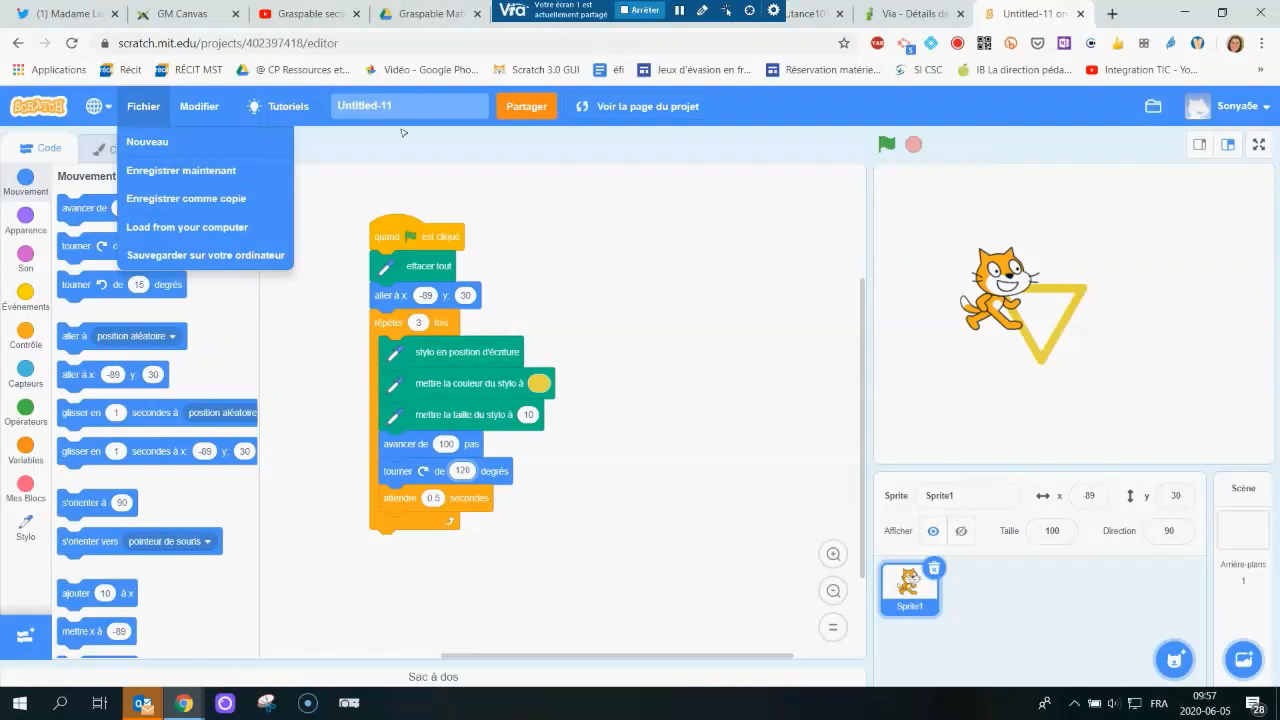 GM Canvas
Graspable Mat
Graspable Mat
Via
Votre écran 1 est
actuellement partagé
Arrêter
Via - Détails de
Untitled-11 on
scratch.mit.edu/projects/402397418/editor
Applications
Récit
RÉCIT MST
@ CP Ressources et s...
Vidéo - Google Pho...
Scratch 3.0 GUI
éfi
Jeux d'évasion en fr...
Réservation matérie...
SI CSC
IB La direction péda...
Integration TIC - Yo...
SCRATCH
Fichier
Modifier
Tutoriels
Untitled-11
Partager
Voir la page du projet
Sonya5e
Nouveau
Enregistrer maintenant
Enregistrer comme copie
Load from your computer
Sauvegarder sur votre ordinateur
Code
Mouvement
Mouvement
Apparence
Son
Événements
Contrôle
Capteurs
Opérateurs
Variables
Mes Blocs
Stylo
avancer de
tourner
tourner de 15 degrés
aller à position aléatoire
aller à x: -89 y: 30
glisser en 1 secondes à position aléatoire
glisser en 1 secondes à x: -89 y: 30
s'orienter à 90
s'orienter vers pointeur de souris
ajouter 10 à x
mettre x à -89
quand est cliqué
effacer tout
aller à x: -89 y: 30
répéter 3 fois
stylo en position d'écriture
mettre la couleur du stylo à
mettre la taille du stylo à 10
avancer de 100 pas
tourner de 120 degrés
attendre 0.5 secondes
Sac à dos
Sprite Sprite1 x -89 y 30
Afficher Taille 100 Direction 90
Sprite1
Scène
Arrière-plans
1
FRA
09:57
2020-06-05
28